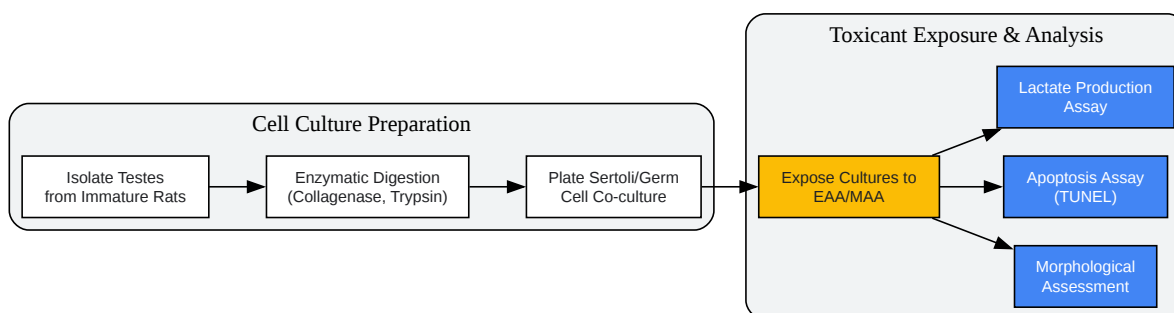 Cell Culture Preparation
Isolate Testes
from Immature Rats
Enzymatic Digestion
(Collagenase, Trypsin)
Plate Sertoli/Germ
Cell Co-culture
Toxicant Exposure & Analysis
Expose Cultures to
EAA/MAA
Lactate Production
Assay
Apoptosis Assay
(TUNEL)
Morphological
Assessment